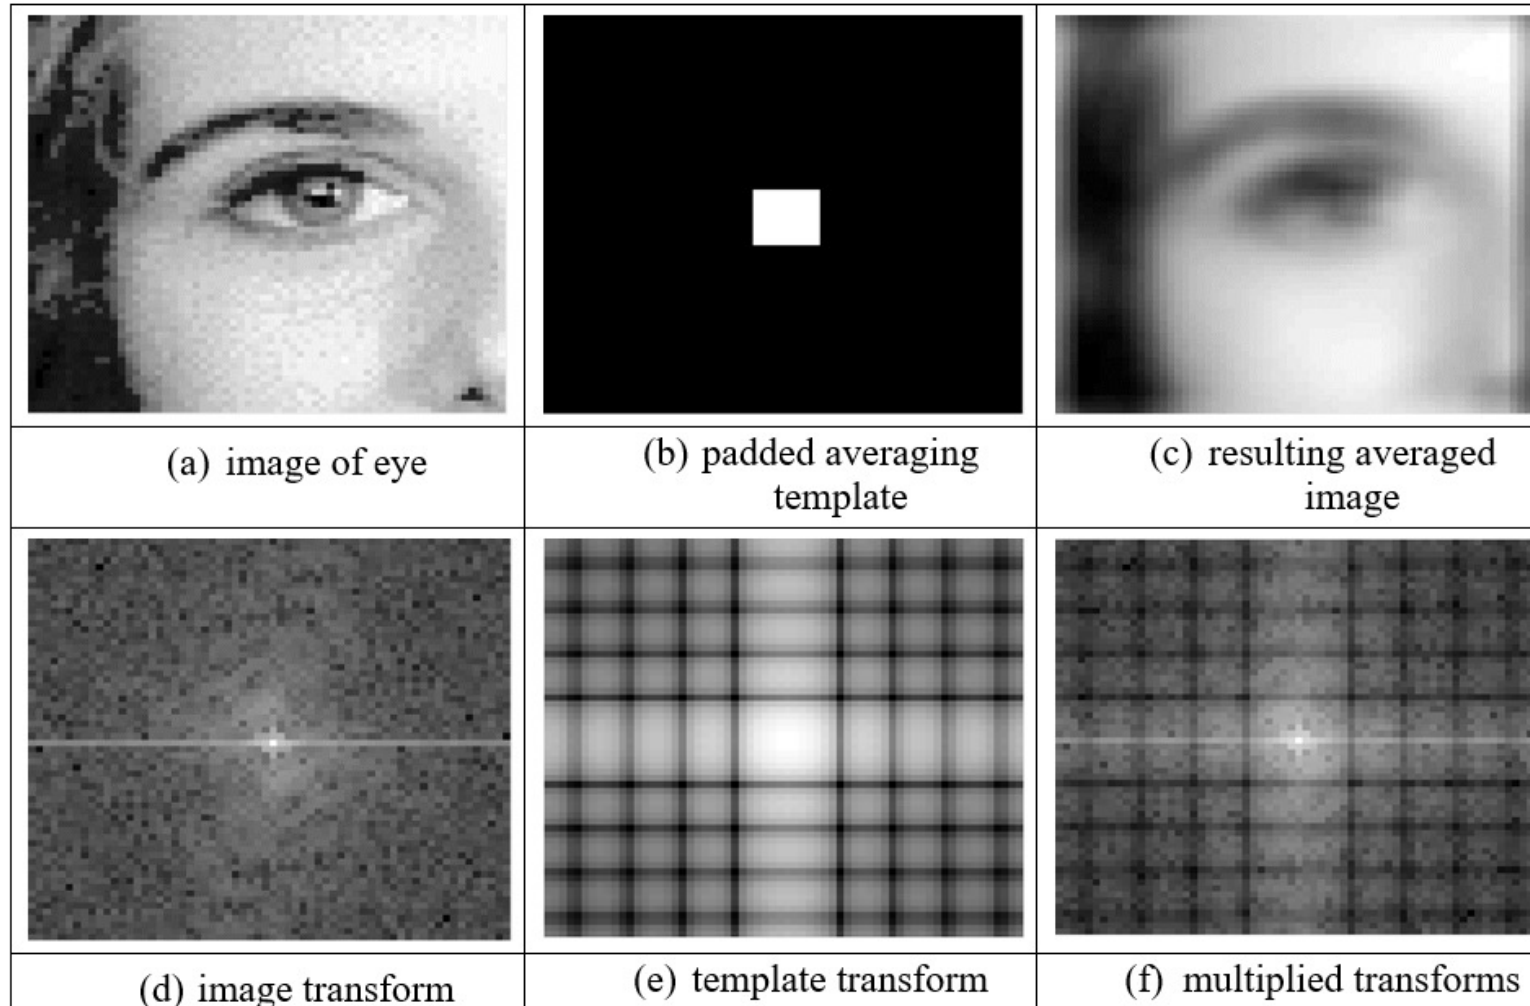 (a) image of eye
(b) padded averaging
template
(c) resulting averaged
image
(d) image transform
(e) template transform
(f) multiplied transforms